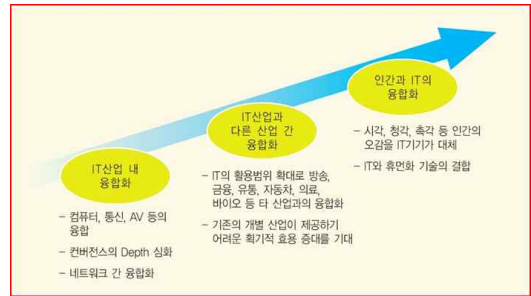 IT산업 내
융합화
– 컴퓨터, 통신, AV 등의
융합
– 컨버전스의 Depth 심화
– 네트워크 간 융합화
IT산업과
다른 산업 간
융합화
– IT의 활용범위 확대로 방송,
금융, 유통, 자동차, 의료,
바이오 등 타 산업과의 융합화
– 기존의 개별 산업이 제공하기
어려운 획기적 효용 증대를 기대
인간과 IT의
융합화
– 시각, 청각, 촉각 등 인간의
오감을 IT기기가 대체
– IT와 휴먼화 기술의 결합